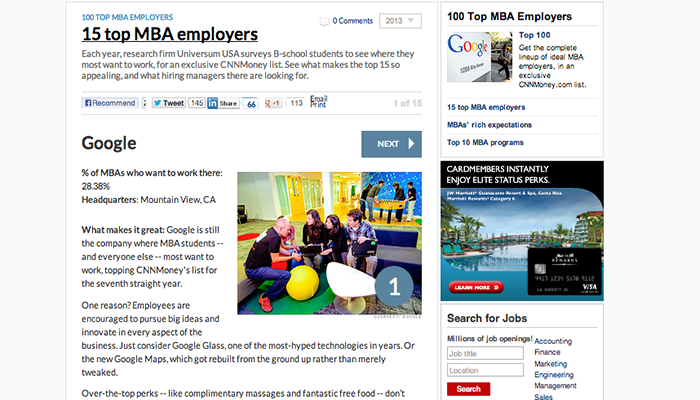 100 TOP MBA EMPLOYERS
15 top MBA employers
0 Comments
2013
Each year, research firm Universum USA surveys B-school students to see where they
most want to work, for an exclusive CNNMoney list. See what makes the top 15 so
appealing, and what hiring managers there are looking for.
Recommend
Tweet 145
Share 66
+1 113
Email
Print
1 of 15
Google
NEXT
% of MBAs who want to work there:
28.38%
Headquarters: Mountain View, CA
What makes it great: Google is still
the company where MBA students --
and everyone else -- most want to
work, topping CNNMoney's list for
the seventh straight year.
1
COURTESY: GOOGLE
One reason? Employees are
encouraged to pursue big ideas and
innovate in every aspect of the
business. Just consider Google Glass, one of the most-hyped technologies in years. Or
the new Google Maps, which got rebuilt from the ground up rather than merely
tweaked.
Over-the-top perks -- like complimentary massages and fantastic free food -- don't
100 Top MBA Employers
Google
Top 100
Get the complete
lineup of ideal MBA
employers, in an
exclusive
CNNMoney.com list.
15 top MBA employers
MBAs' rich expectations
Top 10 MBA programs
CARDMEMBERS INSTANTLY
ENJOY ELITE STATUS PERKS.
JW Marriott Guanacaste Resort & Spa, Costa Rica
Marriott Rewards Category 6
LEARN MORE
Marriott
REWARDS
VISA
Search for Jobs
Millions of job openings!
Job title
Location
Search
Accounting
Finance
Marketing
Engineering
Management
Sales